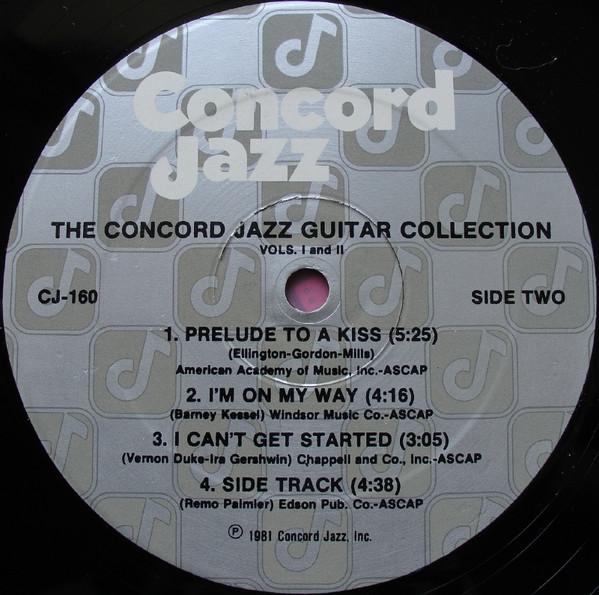 Concord
Jazz
THE CONCORD JAZZ GUITAR COLLECTION
VOLS. I and II
CJ-160
SIDE TWO
1. PRELUDE TO A KISS (5:25)
(Ellington-Gordon-Mills)
American Academy of Music, Inc.-ASCAP
2. I'M ON MY WAY (4:16)
(Barney Kessel) Windsor Music Co.-ASCAP
3. I CAN'T GET STARTED (3:05)
(Vernon Duke-Ira Gershwin) Chappell and Co., Inc.-ASCAP
4. SIDE TRACK (4:38)
(Remo Palmier) Edson Pub. Co.-ASCAP
℗ 1981 Concord Jazz, Inc.